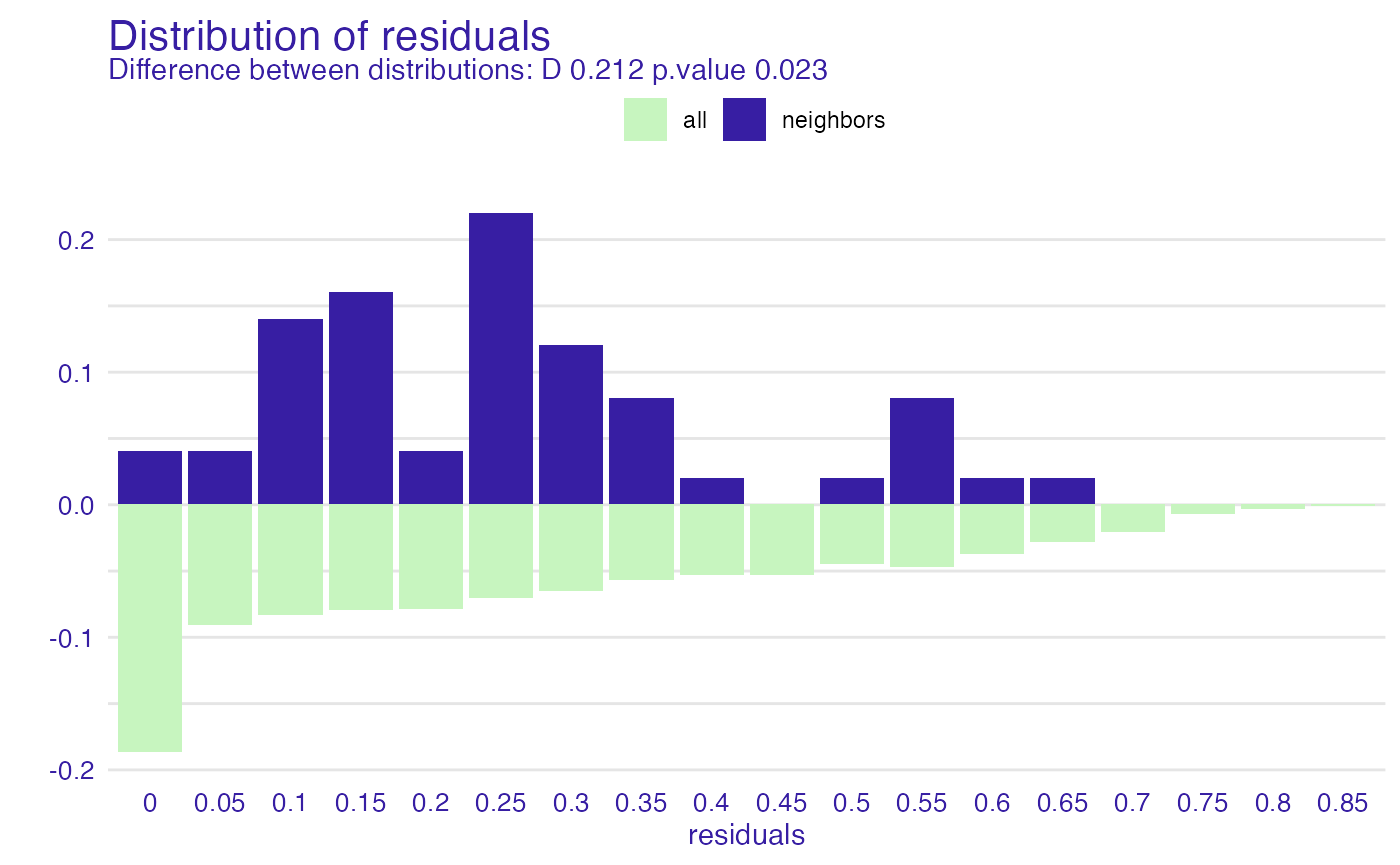 Distribution of residuals
Difference between distributions: D 0.212 p.value 0.023
all neighbors
0.2
0.1
0.0
-0.1
-0.2
0 0.05 0.1 0.15 0.2 0.25 0.3 0.35 0.4 0.45 0.5 0.55 0.6 0.65 0.7 0.75 0.8 0.85
residuals